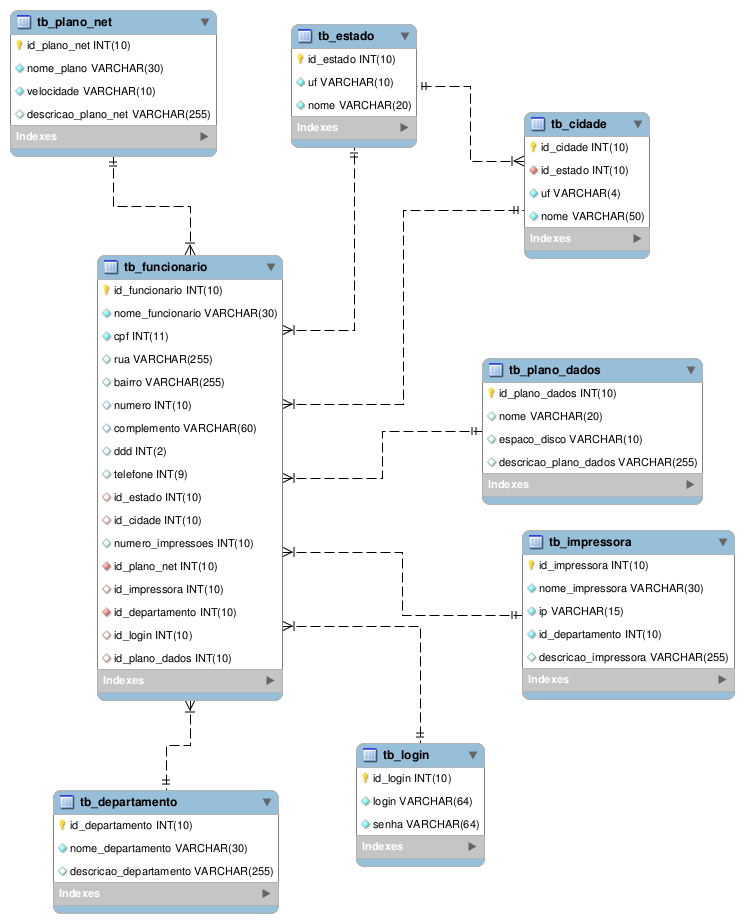 tb_plano_net
id_plano_net INT(10)
nome_plano VARCHAR(30)
velocidade VARCHAR(10)
descricao_plano_net VARCHAR(255)
Indexes
tb_estado
id_estado INT(10)
uf VARCHAR(10)
nome VARCHAR(20)
Indexes
tb_cidade
id_cidade INT(10)
id_estado INT(10)
uf VARCHAR(4)
nome VARCHAR(50)
Indexes
tb_funcionario
id_funcionario INT(10)
nome_funcionario VARCHAR(30)
cpf INT(11)
rua VARCHAR(255)
bairro VARCHAR(255)
numero INT(10)
complemento VARCHAR(60)
ddd INT(2)
telefone INT(9)
id_estado INT(10)
id_cidade INT(10)
numero_impressoes INT(10)
id_plano_net INT(10)
id_impressora INT(10)
id_departamento INT(10)
id_login INT(10)
id_plano_dados INT(10)
Indexes
tb_plano_dados
id_plano_dados INT(10)
nome VARCHAR(20)
espaco_disco VARCHAR(10)
descricao_plano_dados VARCHAR(255)
Indexes
tb_impressora
id_impressora INT(10)
nome_impressora VARCHAR(30)
ip VARCHAR(15)
id_departamento INT(10)
descricao_impressora VARCHAR(255)
Indexes
tb_login
id_login INT(10)
login VARCHAR(64)
senha VARCHAR(64)
Indexes
tb_departamento
id_departamento INT(10)
nome_departamento VARCHAR(30)
descricao_departamento VARCHAR(255)
Indexes